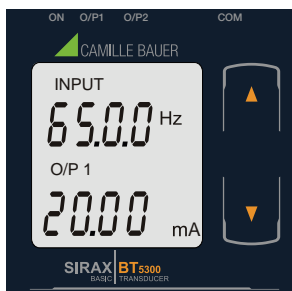 ON O/P1 O/P2 COM
CAMILLE BAUER
INPUT
65.0.0 Hz
O/P 1
20.00 mA
SIRAX BT5300
BASIC TRANSDUCER